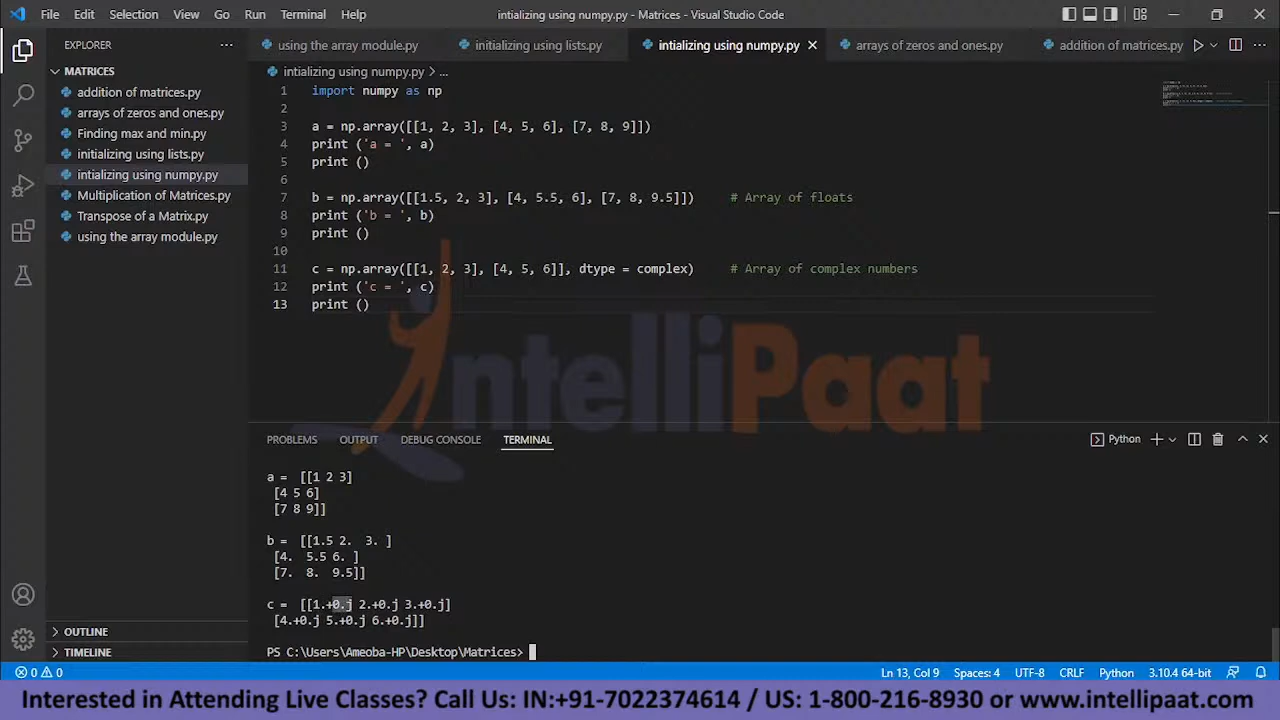 File Edit Selection View Go Run Terminal Help intializing using numpy.py - Matrices - Visual Studio Code
EXPLORER
using the array module.py initializing using lists.py intializing using numpy.py arrays of zeros and ones.py addition of matrices.py
MATRICES
addition of matrices.py
arrays of zeros and ones.py
Finding max and min.py
initializing using lists.py
intializing using numpy.py
Multiplication of Matrices.py
Transpose of a Matrix.py
using the array module.py
OUTLINE
TIMELINE
intializing using numpy.py > ...
1 import numpy as np
2
3 a = np.array([[1, 2, 3], [4, 5, 6], [7, 8, 9]])
4 print ('a = ', a)
5 print ()
6
7 b = np.array([[1.5, 2, 3], [4, 5.5, 6], [7, 8, 9.5]]) # Array of floats
8 print ('b = ', b)
9 print ()
10
11 c = np.array([[1, 2, 3], [4, 5, 6]], dtype = complex) # Array of complex numbers
12 print ('c = ', c)
13 print ()
IntelliPaat
PROBLEMS OUTPUT DEBUG CONSOLE TERMINAL Python
a =  [[1 2 3]
[4 5 6]
[7 8 9]]
b =  [[1.5 2.  3. ]
[4.  5.5 6. ]
[7.  8.  9.5]]
c =  [[1.+0.j 2.+0.j 3.+0.j]
[4.+0.j 5.+0.j 6.+0.j]]
PS C:\Users\Ameoba-HP\Desktop\Matrices>
0 0 Ln 13, Col 9 Spaces: 4 UTF-8 CRLF Python 3.10.4 64-bit
Interested in Attending Live Classes? Call Us: IN:+91-7022374614 / US: 1-800-216-8930 or www.intellipaat.com